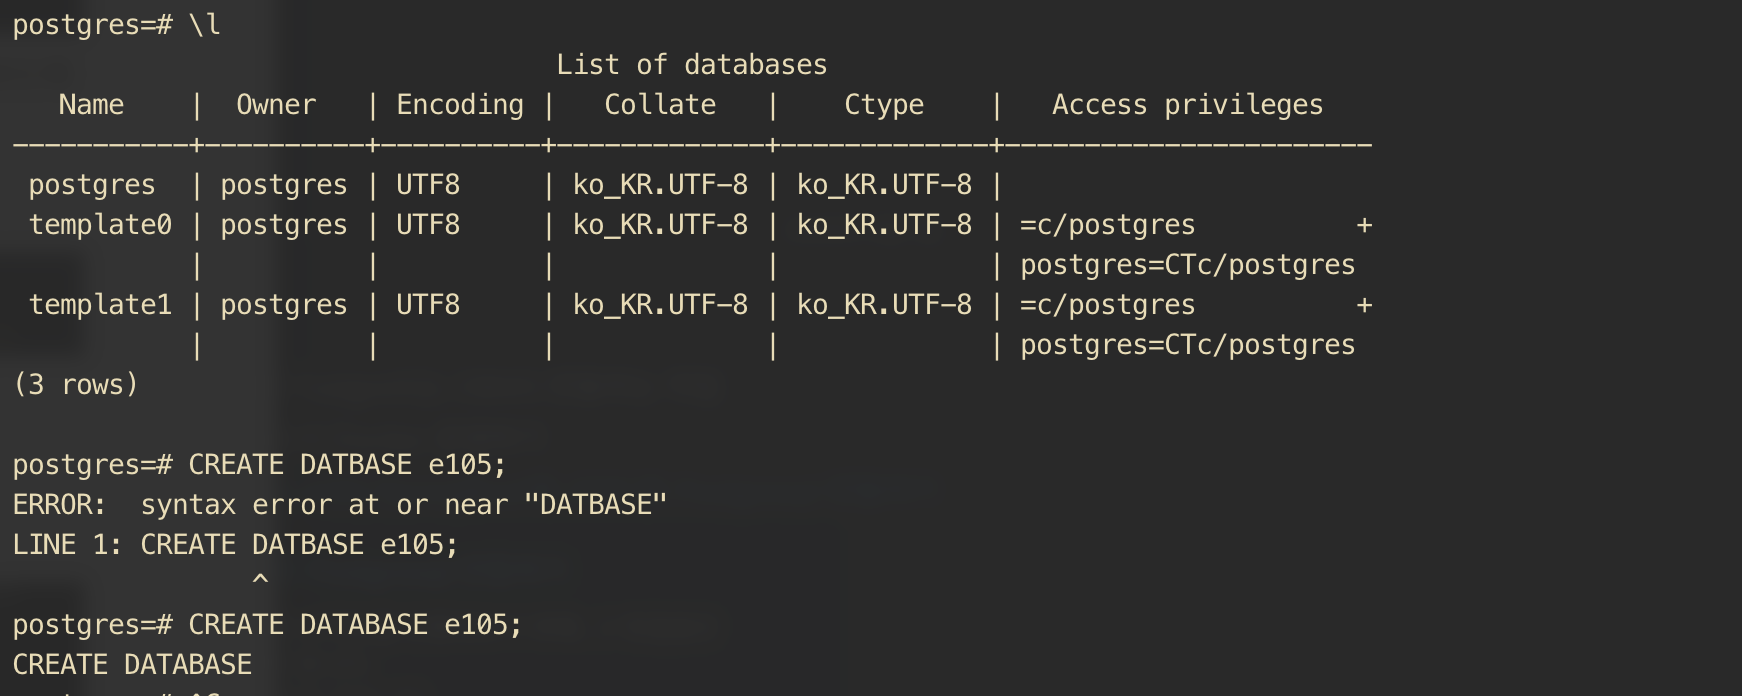 postgres=# \l
                                  List of databases
   Name    |  Owner   | Encoding |   Collate   |    Ctype    |   Access privileges
-----------+----------+----------+-------------+-------------+-----------------------
 postgres  | postgres | UTF8     | ko_KR.UTF-8 | ko_KR.UTF-8 |
 template0 | postgres | UTF8     | ko_KR.UTF-8 | ko_KR.UTF-8 | =c/postgres          +
           |          |          |             |             | postgres=CTc/postgres
 template1 | postgres | UTF8     | ko_KR.UTF-8 | ko_KR.UTF-8 | =c/postgres          +
           |          |          |             |             | postgres=CTc/postgres
(3 rows)
postgres=# CREATE DATBASE e105;
ERROR:  syntax error at or near "DATBASE"
LINE 1: CREATE DATBASE e105;
               ^
postgres=# CREATE DATABASE e105;
CREATE DATABASE